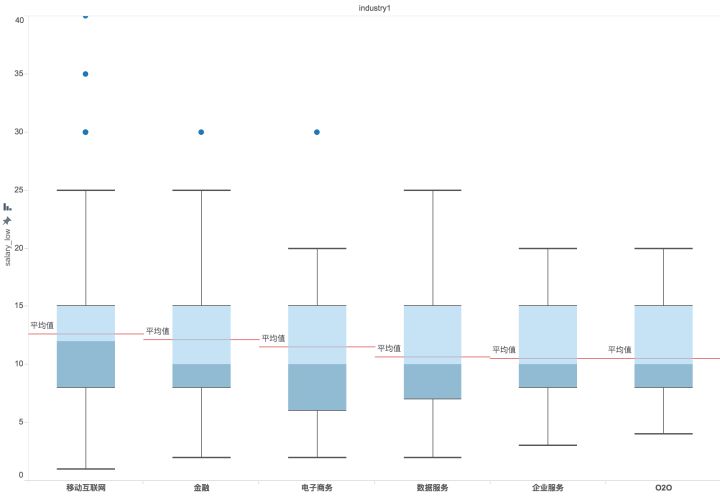 industry1
40
35
30
25
20
15
10
5
0
salary_low
平均值
平均值
平均值
平均值
平均值
平均值
移动互联网
金融
电子商务
数据服务
企业服务
O2O